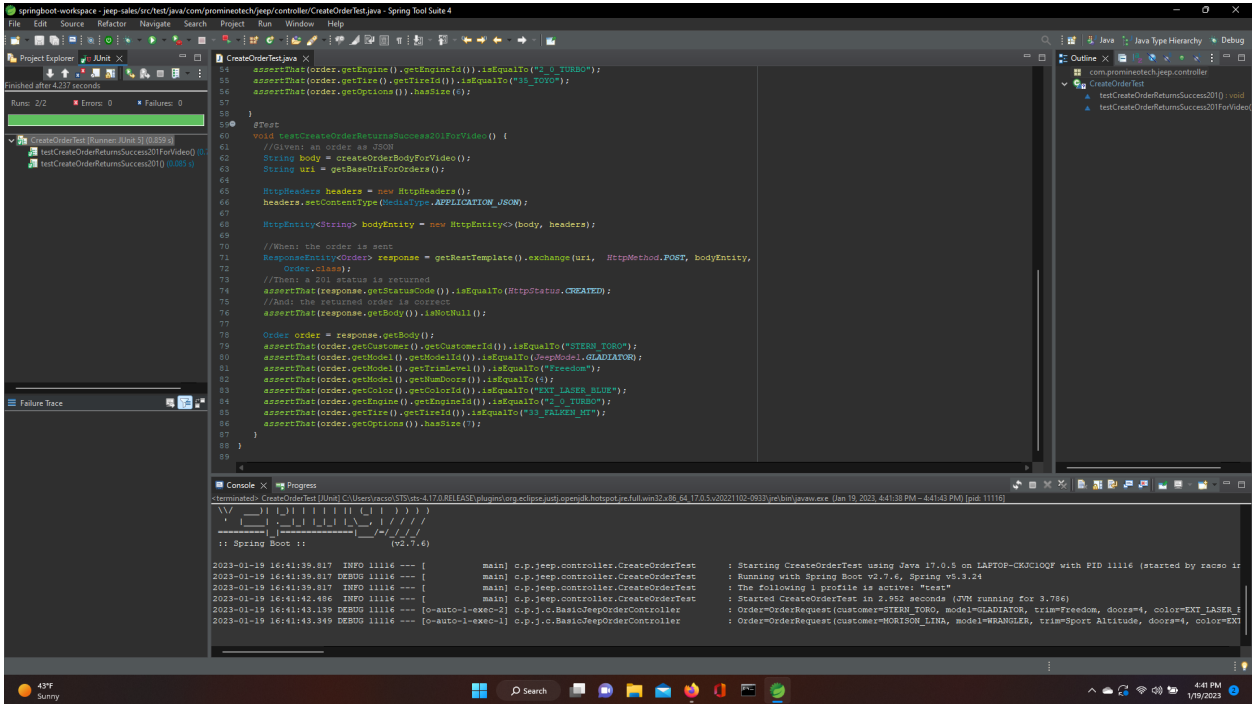 springboot-workspace - jeep-sales/src/test/java/com/promineotech/jeep/controller/CreateOrderTest.java - Spring Tool Suite 4
File Edit Source Refactor Navigate Search Project Run Window Help
Java Java Type Hierarchy Debug
Project Explorer JUnit
Finished after 4.237 seconds
Runs: 2/2 Errors: 0 Failures: 0
CreateOrderTest [Runner: JUnit 5] (0.859 s)
testCreateOrderReturnsSuccess201ForVideo() (0.
testCreateOrderReturnsSuccess201() (0.085 s)
Failure Trace
CreateOrderTest.java
54 assertThat(order.getEngine().getEngineId()).isEqualTo("2_0_TURBO");
55 assertThat(order.getTire().getTireId()).isEqualTo("35_TOYO");
56 assertThat(order.getOptions()).hasSize(6);
57
58 }
59 @Test
60 void testCreateOrderReturnsSuccess201ForVideo() {
61 //Given: an order as JSON
62 String body = createOrderBodyForVideo();
63 String uri = getBaseUriForOrders();
64
65 HttpHeaders headers = new HttpHeaders();
66 headers.setContentType(MediaType.APPLICATION_JSON);
67
68 HttpEntity<String> bodyEntity = new HttpEntity<>(body, headers);
69
70 //When: the order is sent
71 ResponseEntity<Order> response = getRestTemplate().exchange(uri, HttpMethod.POST, bodyEntity,
72 Order.class);
73 //Then: a 201 status is returned
74 assertThat(response.getStatusCode()).isEqualTo(HttpStatus.CREATED);
75 //And: the returned order is correct
76 assertThat(response.getBody()).isNotNull();
77
78 Order order = response.getBody();
79 assertThat(order.getCustomer().getCustomerId()).isEqualTo("STERN_TORO");
80 assertThat(order.getModel().getModelId()).isEqualTo(JeepModel.GLADIATOR);
81 assertThat(order.getModel().getTrimLevel()).isEqualTo("Freedom");
82 assertThat(order.getModel().getNumDoors()).isEqualTo(4);
83 assertThat(order.getColor().getColorId()).isEqualTo("EXT_LASER_BLUE");
84 assertThat(order.getEngine().getEngineId()).isEqualTo("2_0_TURBO");
85 assertThat(order.getTire().getTireId()).isEqualTo("33_FALKEN_MT");
86 assertThat(order.getOptions()).hasSize(7);
87 }
88 }
89
Outline
com.promineotech.jeep.controller
CreateOrderTest
testCreateOrderReturnsSuccess201() : void
testCreateOrderReturnsSuccess201ForVideo(
Console Progress
<terminated> CreateOrderTest [JUnit] C:\Users\racso\STS\sts-4.17.0.RELEASE\plugins\org.eclipse.justj.openjdk.hotspot.jre.full.win32.x86_64_17.0.5.v20221102-0933\jre\bin\javaw.exe (Jan 19, 2023, 4:41:38 PM – 4:41:43 PM) [pid: 11116]
:: Spring Boot :: (v2.7.6)
2023-01-19 16:41:39.817 INFO 11116 --- [ main] c.p.jeep.controller.CreateOrderTest : Starting CreateOrderTest using Java 17.0.5 on LAPTOP-CKJC1OQF with PID 11116 (started by racso in
2023-01-19 16:41:39.817 DEBUG 11116 --- [ main] c.p.jeep.controller.CreateOrderTest : Running with Spring Boot v2.7.6, Spring v5.3.24
2023-01-19 16:41:39.817 INFO 11116 --- [ main] c.p.jeep.controller.CreateOrderTest : The following 1 profile is active: "test"
2023-01-19 16:41:42.486 INFO 11116 --- [ main] c.p.jeep.controller.CreateOrderTest : Started CreateOrderTest in 2.952 seconds (JVM running for 3.786)
2023-01-19 16:41:43.139 DEBUG 11116 --- [o-auto-1-exec-2] c.p.j.c.BasicJeepOrderController : Order=OrderRequest(customer=STERN_TORO, model=GLADIATOR, trim=Freedom, doors=4, color=EXT_LASER_B
2023-01-19 16:41:43.349 DEBUG 11116 --- [o-auto-1-exec-1] c.p.j.c.BasicJeepOrderController : Order=OrderRequest(customer=MORISON_LINA, model=WRANGLER, trim=Sport Altitude, doors=4, color=EXT
43°F
Sunny
Search
4:41 PM
1/19/2023
2